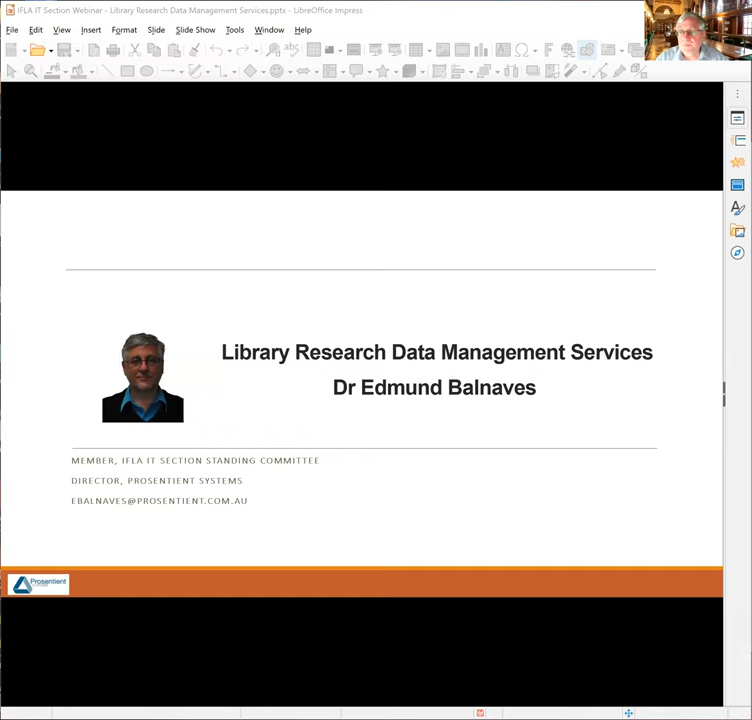 IFLA IT Section Webinar - Library Research Data Management Services.pptx - LibreOffice Impress
File Edit View Insert Format Slide Slide Show Tools Window Help
Library Research Data Management Services
Dr Edmund Balnaves
MEMBER, IFLA IT SECTION STANDING COMMITTEE
DIRECTOR, PROSENTIENT SYSTEMS
EBALNAVES@PROSENTIENT.COM.AU
Prosentient